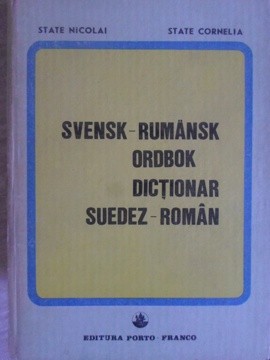 STATE NICOLAI STATE CORNELIA
SVENSK-RUMÂNSK
ORDBOK
DICȚIONAR
SUEDEZ-ROMÂN
EDITURA PORTO-FRANCO